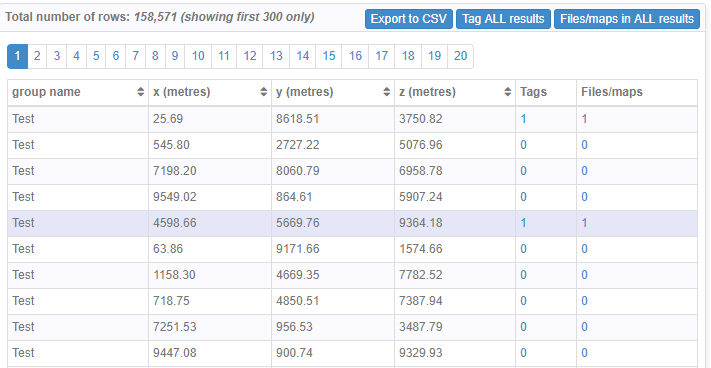 Total number of rows: 158,571 (showing first 300 only) Export to CSV Tag ALL results Files/maps in ALL results
1 2 3 4 5 6 7 8 9 10 11 12 13 14 15 16 17 18 19 20
group name x (metres) y (metres) z (metres) Tags Files/maps
Test 25.69 8618.51 3750.82 1 1
Test 545.80 2727.22 5076.96 0 0
Test 7198.20 8060.79 6958.78 0 0
Test 9549.02 864.61 5907.24 0 0
Test 4598.66 5669.76 9364.18 1 1
Test 63.86 9171.66 1574.66 0 0
Test 1158.30 4669.35 7782.52 0 0
Test 718.75 4850.51 7387.94 0 0
Test 7251.53 956.53 3487.79 0 0
Test 9447.08 900.74 9329.93 0 0